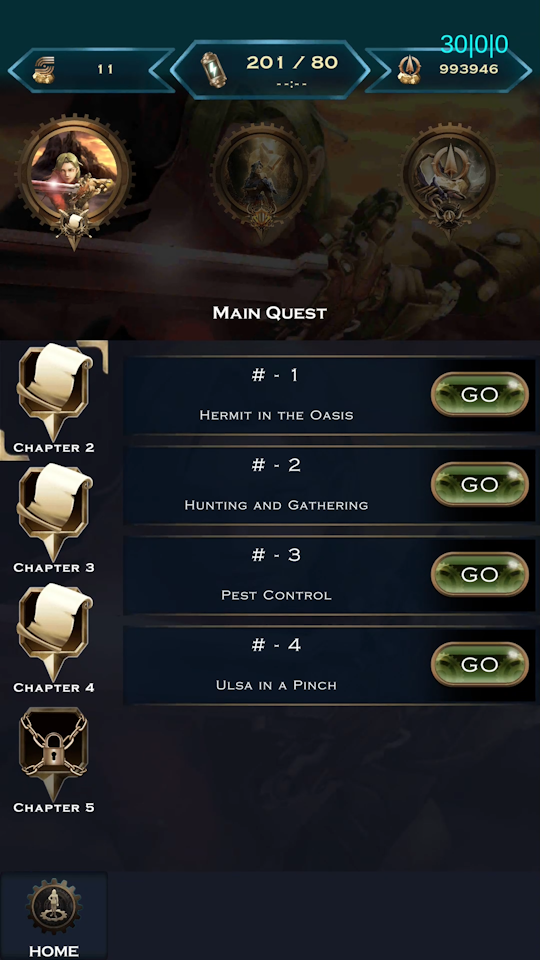 30|0|0
11
201 / 80
--:--
993946
Main Quest
Chapter 2
Chapter 3
Chapter 4
Chapter 5
# - 1
Hermit in the Oasis
GO
# - 2
Hunting and Gathering
GO
# - 3
Pest Control
GO
# - 4
Ulsa in a Pinch
GO
HOME